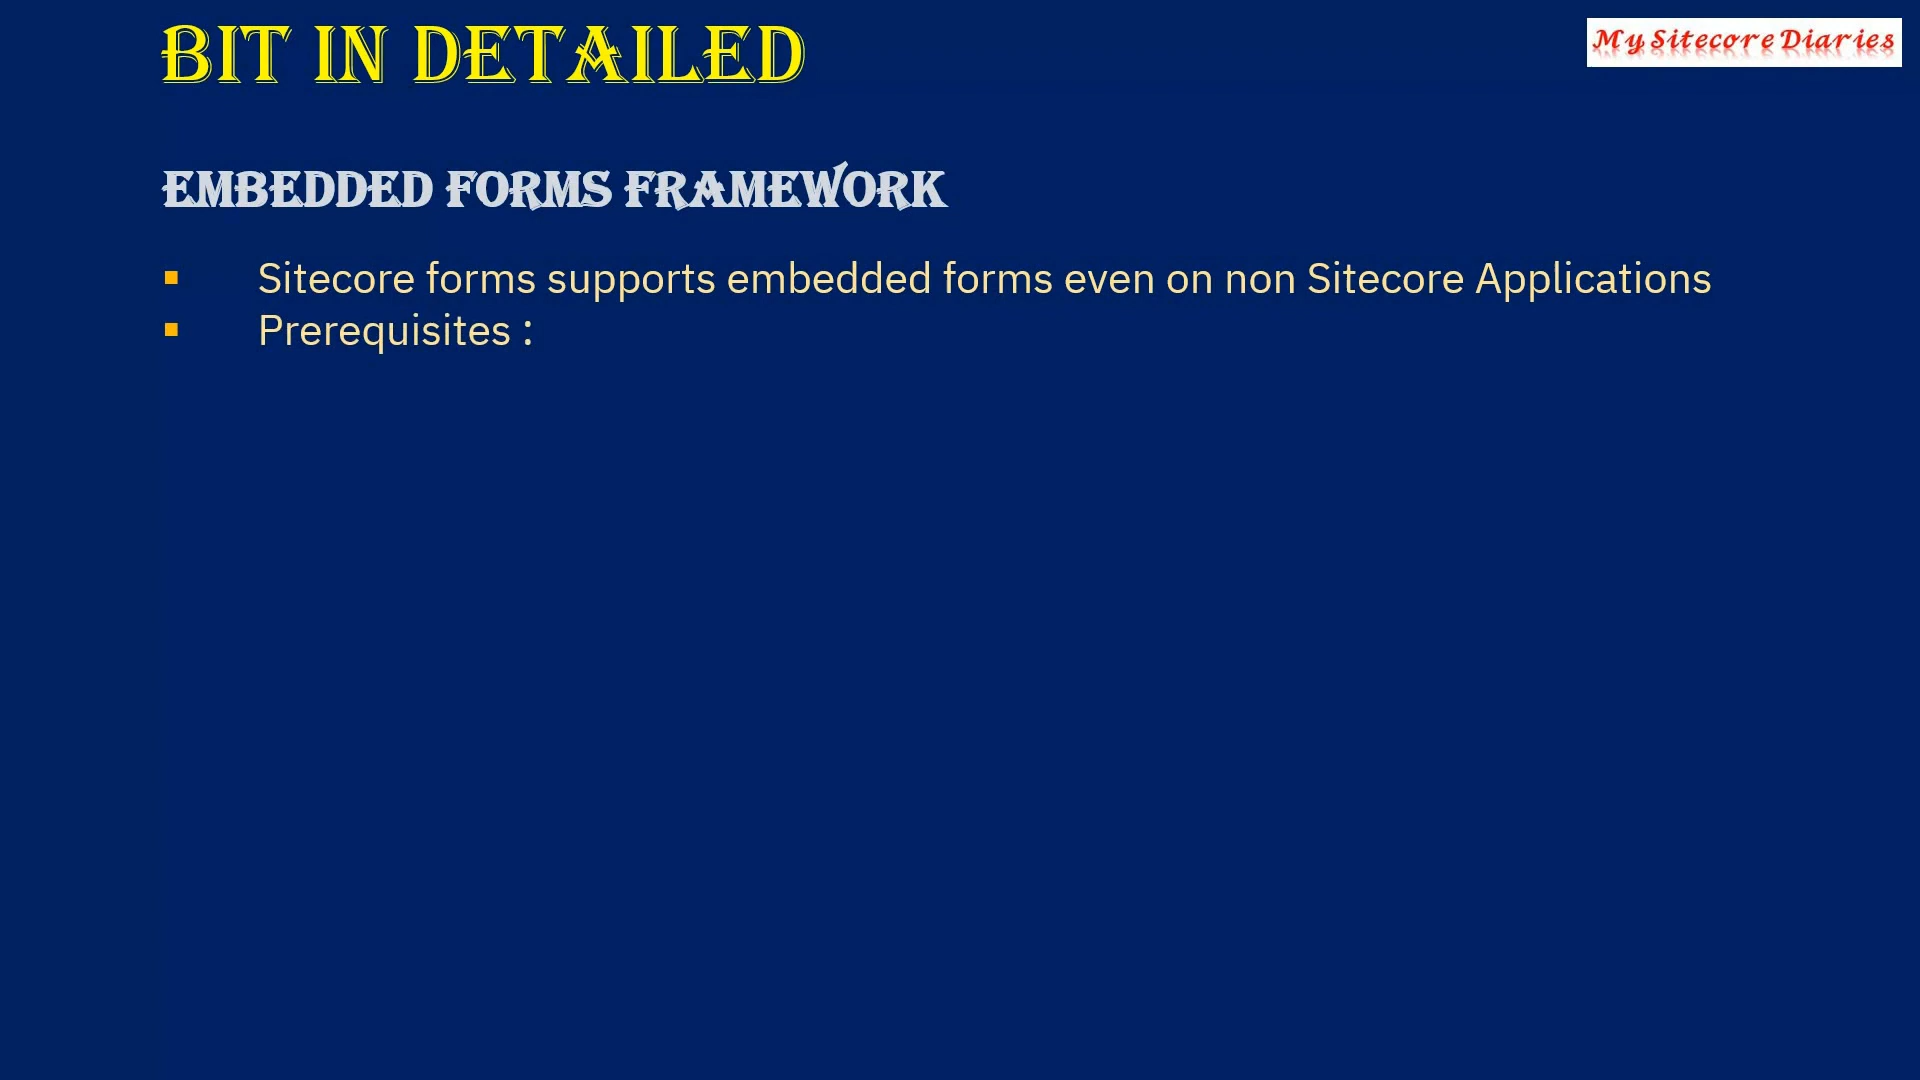 BIT IN DETAILED
My Sitecore Diaries
EMBEDDED FORMS FRAMEWORK
▪ Sitecore forms supports embedded forms even on non Sitecore Applications
▪ Prerequisites :